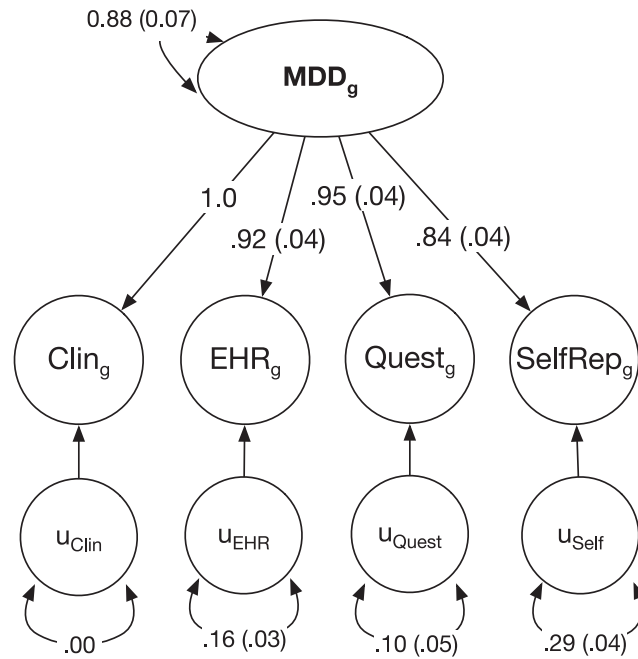 0.88 (0.07)
MDDg
1.0
.92 (.04)
.95 (.04)
.84 (.04)
Cling
EHRg
Questg
SelfRepg
uClin
uEHR
uQuest
uSelf
.00
.16 (.03)
.10 (.05)
.29 (.04)